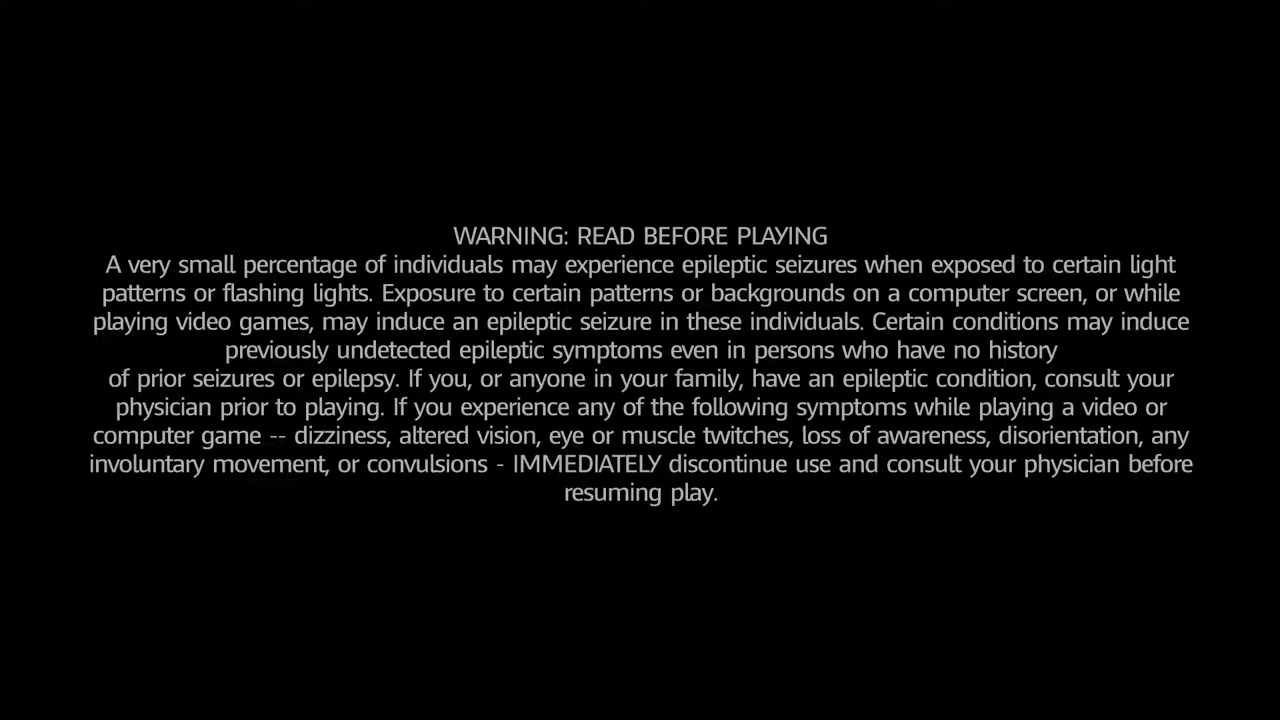 WARNING: READ BEFORE PLAYING
A very small percentage of individuals may experience epileptic seizures when exposed to certain light
patterns or flashing lights. Exposure to certain patterns or backgrounds on a computer screen, or while
playing video games, may induce an epileptic seizure in these individuals. Certain conditions may induce
previously undetected epileptic symptoms even in persons who have no history
of prior seizures or epilepsy. If you, or anyone in your family, have an epileptic condition, consult your
physician prior to playing. If you experience any of the following symptoms while playing a video or
computer game -- dizziness, altered vision, eye or muscle twitches, loss of awareness, disorientation, any
involuntary movement, or convulsions - IMMEDIATELY discontinue use and consult your physician before
resuming play.